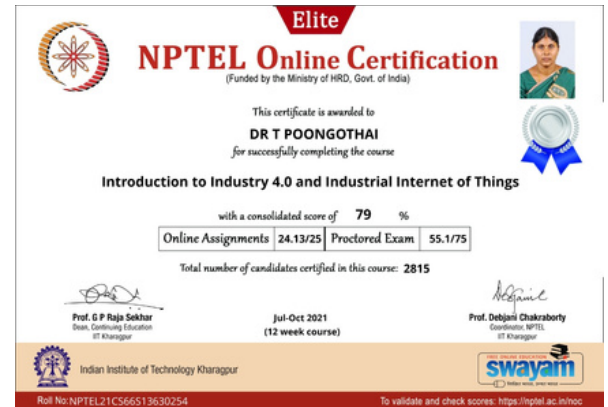 Elite
NPTEL Online Certification
(Funded by the Ministry of HRD, Govt. of India)
This certificate is awarded to
DR T POONGOTHAI
for successfully completing the course
Introduction to Industry 4.0 and Industrial Internet of Things
with a consolidated score of 79 %
Online Assignments 24.13/25 Proctored Exam 55.1/75
Total number of candidates certified in this course: 2815
Prof. G P Raja Sekhar
Dean, Continuing Education
IIT Kharagpur
Jul-Oct 2021
(12 week course)
Prof. Debjani Chakraborty
Coordinator, NPTEL
IIT Kharagpur
Indian Institute of Technology Kharagpur
FREE ONLINE EDUCATION
swayam
Roll No:NPTEL21CS66S13630254
To validate and check scores: https://nptel.ac.in/noc